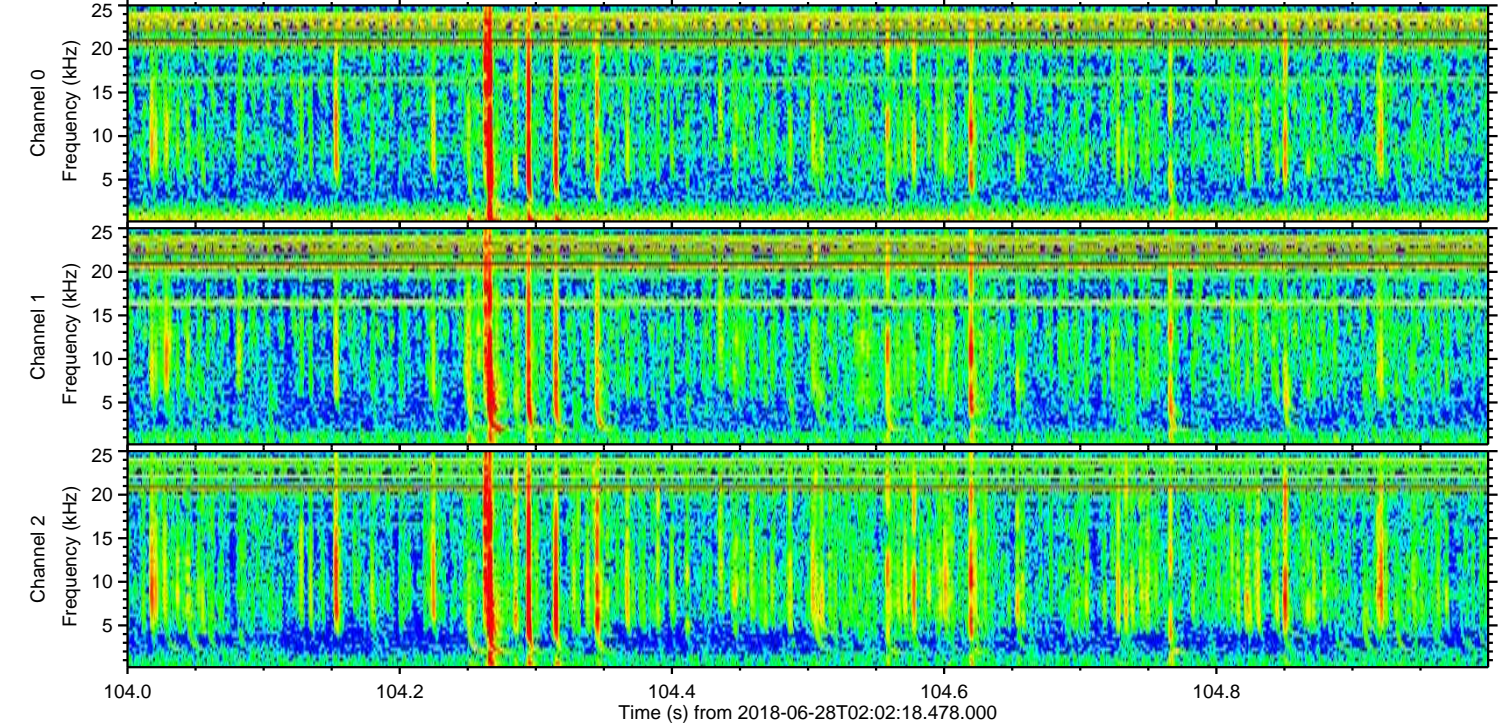 25
20
15
10
5
Channel 0
Frequency (kHz)
25
20
15
10
5
Channel 1
Frequency (kHz)
25
20
15
10
5
Channel 2
Frequency (kHz)
104.0 104.2 104.4 104.6 104.8
Time (s) from 2018-06-28T02:02:18.478.000